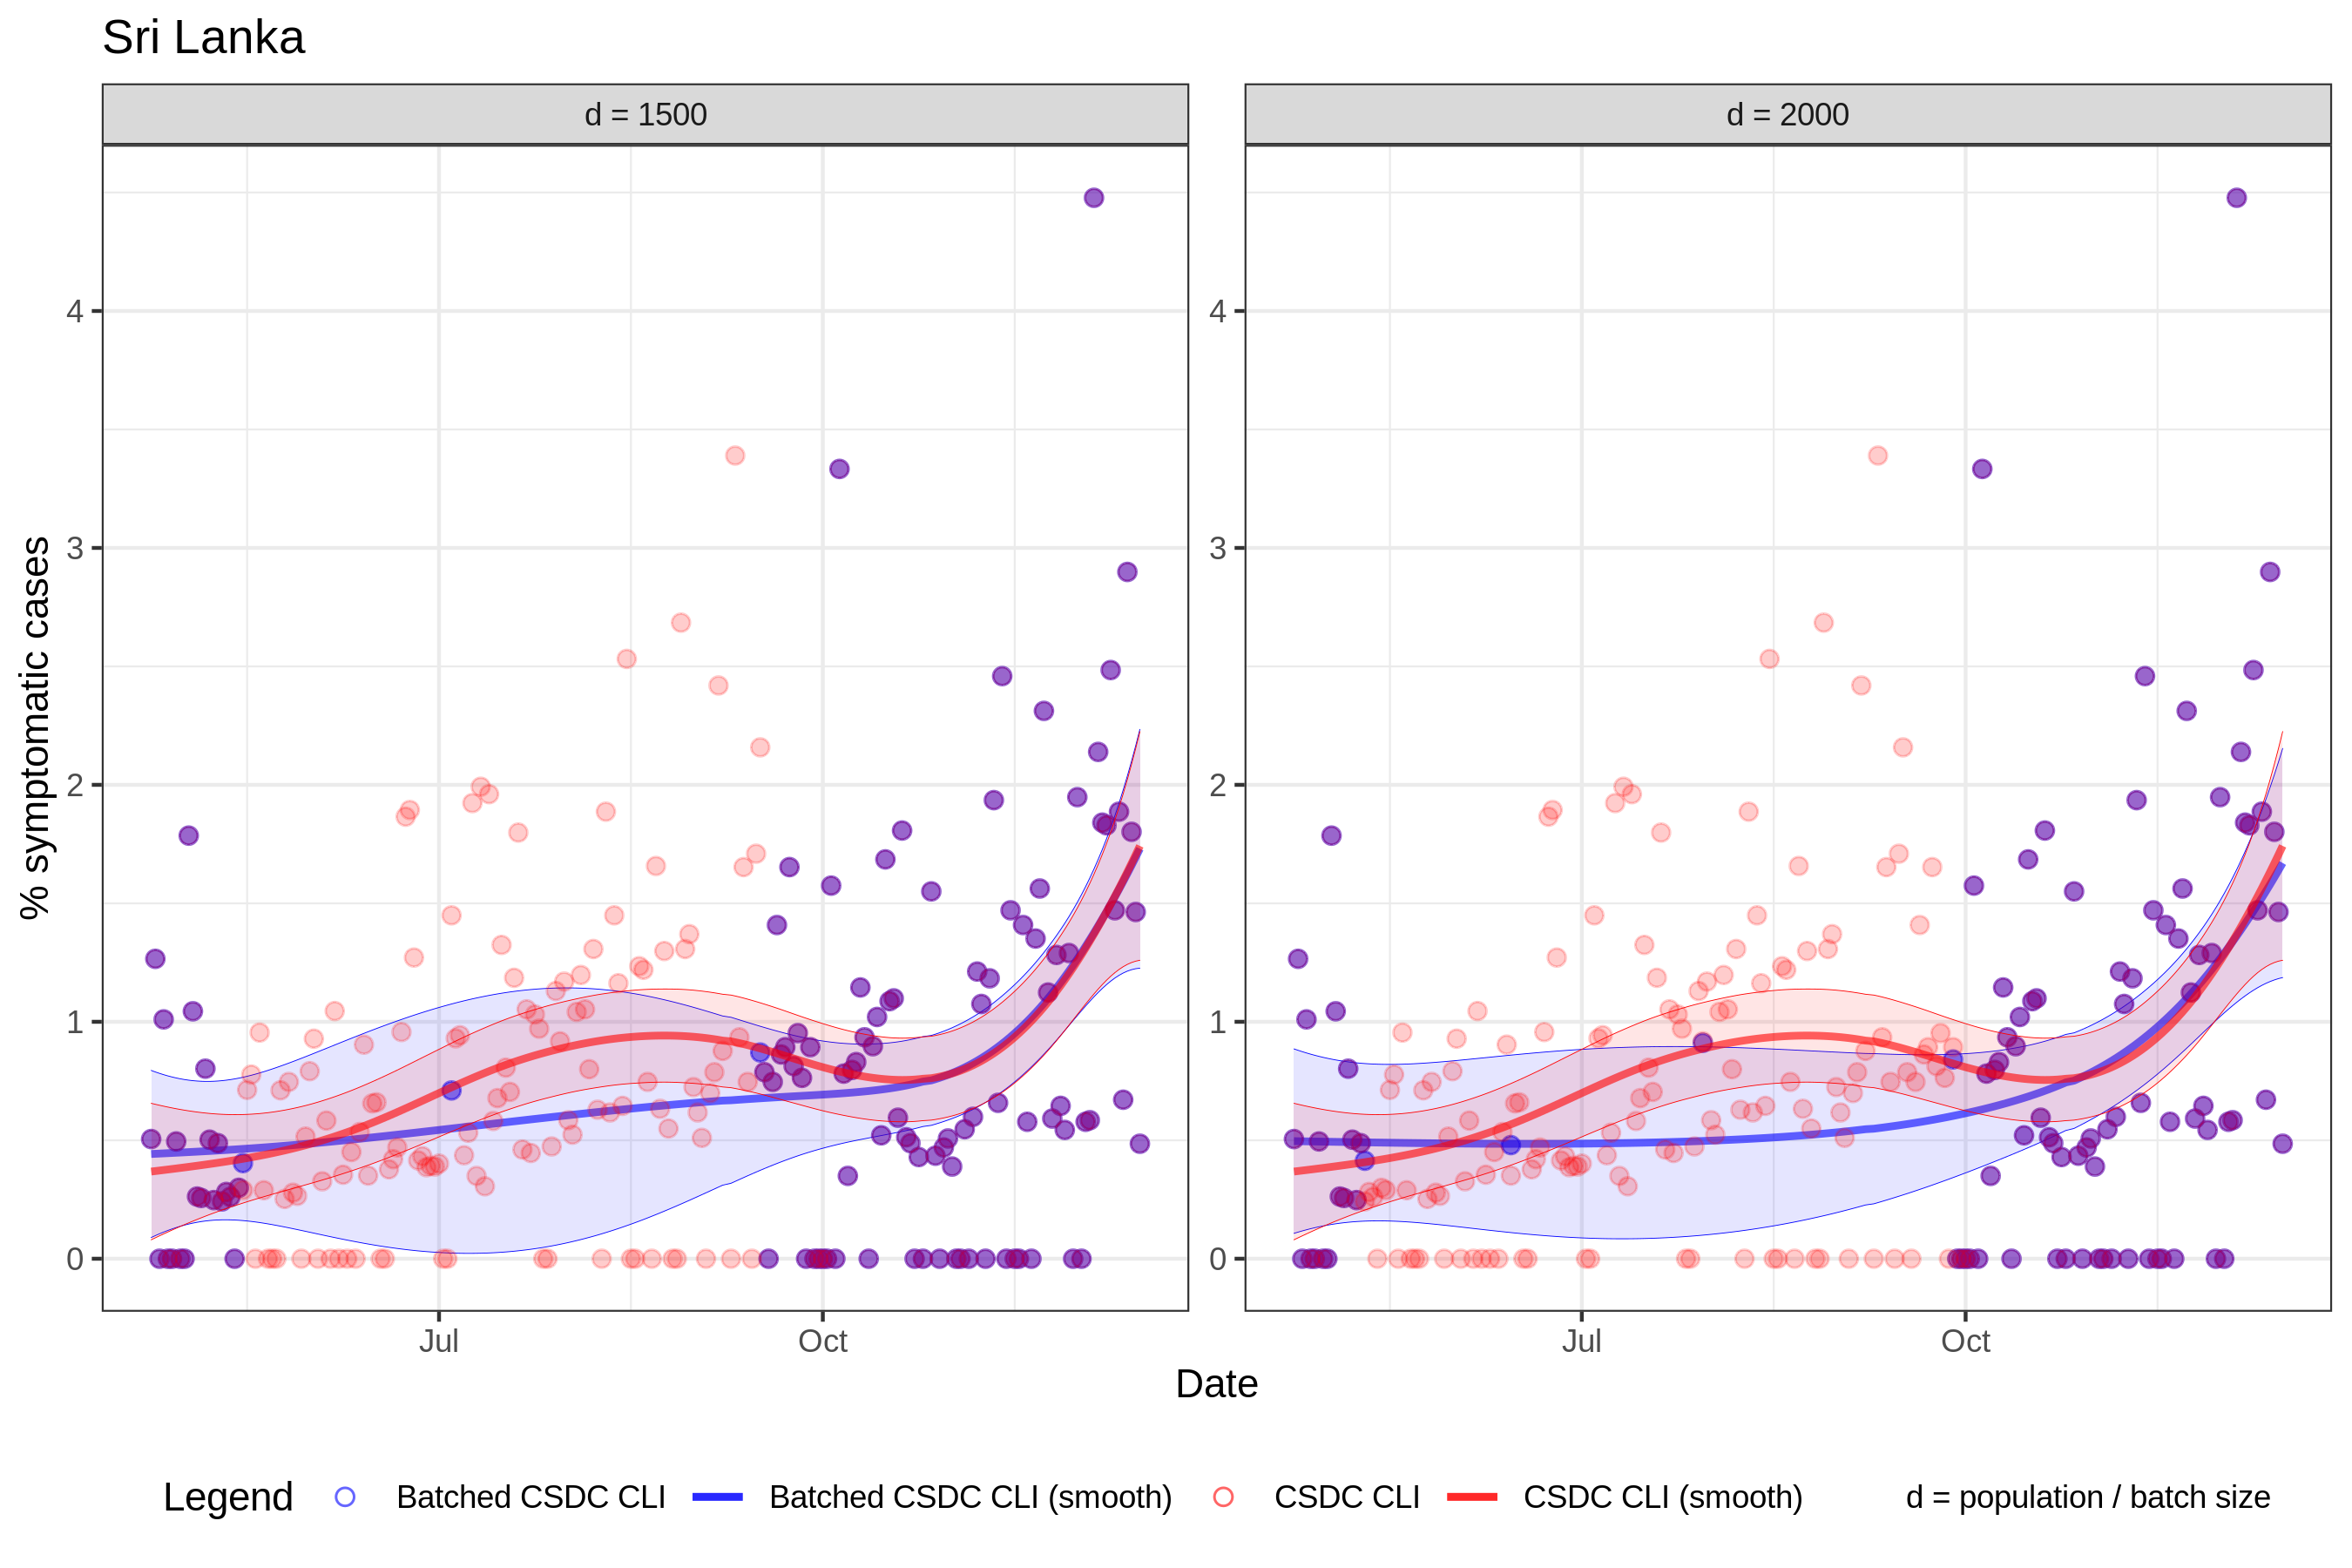 Sri Lanka
d = 1500
d = 2000
% symptomatic cases
4
3
2
1
0
4
3
2
1
0
Jul
Oct
Jul
Oct
Date
Legend
Batched CSDC CLI
Batched CSDC CLI (smooth)
CSDC CLI
CSDC CLI (smooth)
d = population / batch size